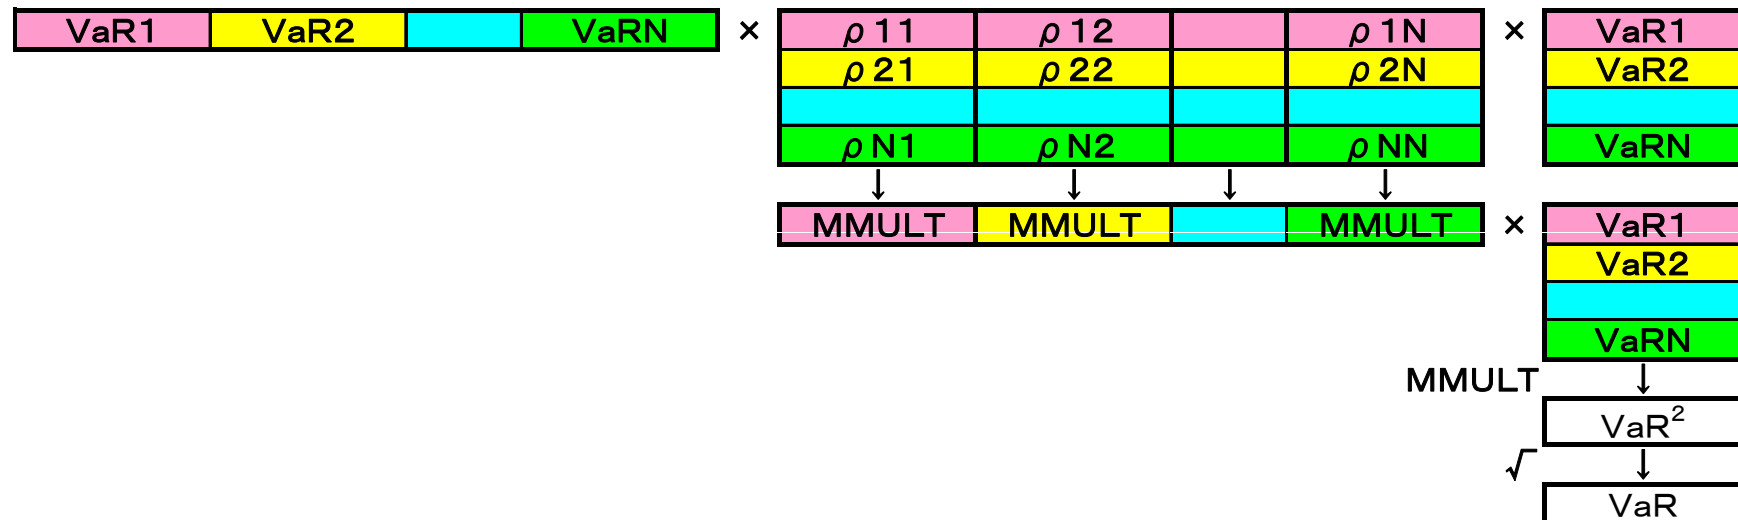 VaR1 VaR2 VaRN × ρ11 ρ12 ρ1N × VaR1
ρ21 ρ22 ρ2N VaR2
ρN1 ρN2 ρNN VaRN
↓ ↓ ↓ ↓
MMULT MMULT MMULT × VaR1
VaR2
VaRN
MMULT ↓
VaR²
√ ↓
VaR